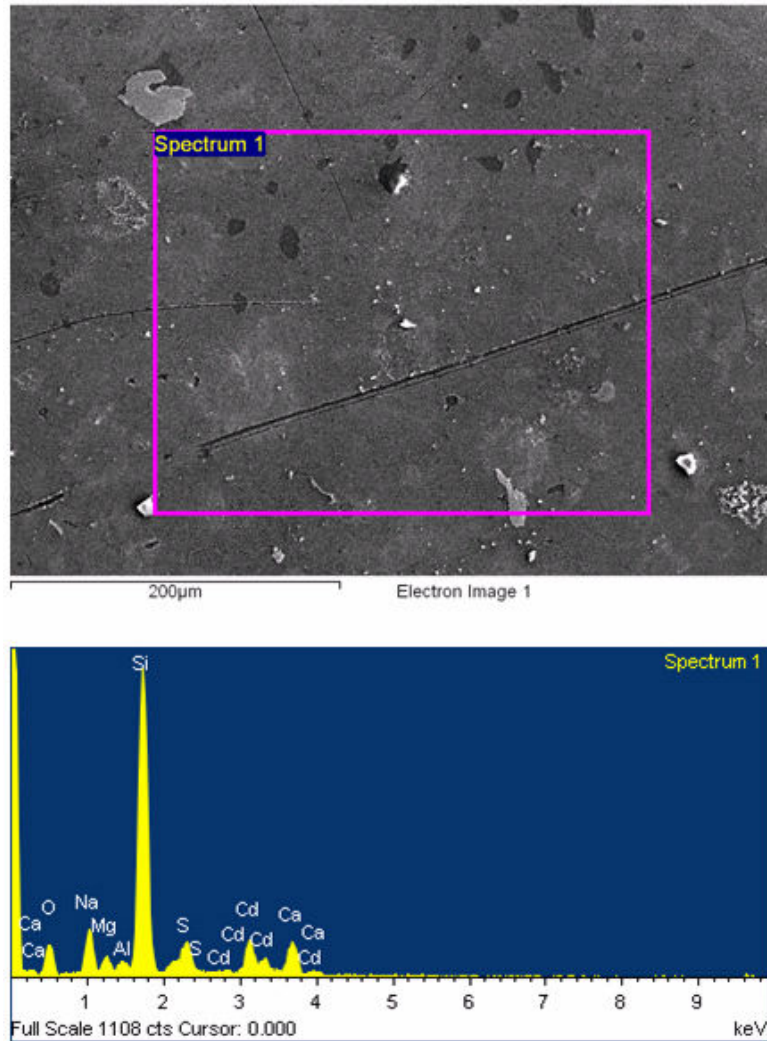 Spectrum 1
200µm
Electron Image 1
Spectrum 1
Si
O
Na
Ca
Mg
Ca
Al
S
S
Cd
Cd
Cd
Cd
Ca
Ca
Cd
1 2 3 4 5 6 7 8 9
Full Scale 1108 cts Cursor: 0.000 keV